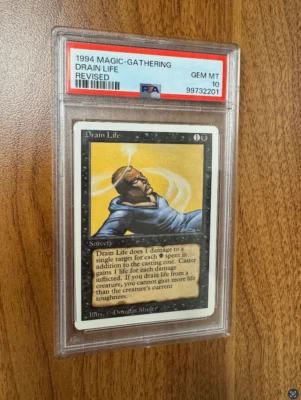 1994 MAGIC-GATHERING
DRAIN LIFE
REVISED
GEM MT
10
PSA
99732201
Drain Life
Sorcery
Drain Life does 1 damage to a
single target for each spent in
addition to the casting cost. Caster
gains 1 life for each damage
inflicted. If you drain life from a
creature, you cannot gain more life
than the creature's current
toughness.
Illus. © Douglas Shuler